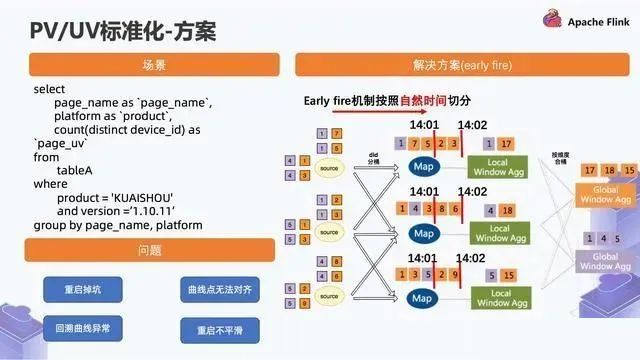 PV/UV标准化-方案
Apache Flink
场景
select
page_name as `page_name`,
platform as `product`,
count(distinct device_id) as
`page_uv`
from
tableA
where
product = 'KUAISHOU'
and version ='1.10.11'
group by page_name, platform
问题
重启掉坑
曲线点无法对齐
回溯曲线异常
重启不平滑
解决方案(early fire)
Early fire机制按照自然时间切分
14:01 14:02
1 7
1 5
4 1
4 3
source
did
分桶
1 7 5 2 3
1 17
Map
Local
Window Agg
按维度
合桶
14:01 14:02
1 2
3 8
5 1
5 3
source
1 4 3 8 6
4 18
Map
Local
Window Agg
14:01 14:02
4 8
5 6
5 2
5 9
source
1 3 5 2 9
5 15
Map
Local
Window Agg
17 18 15
Global
Window Agg
1 4 5
Global
Window Agg